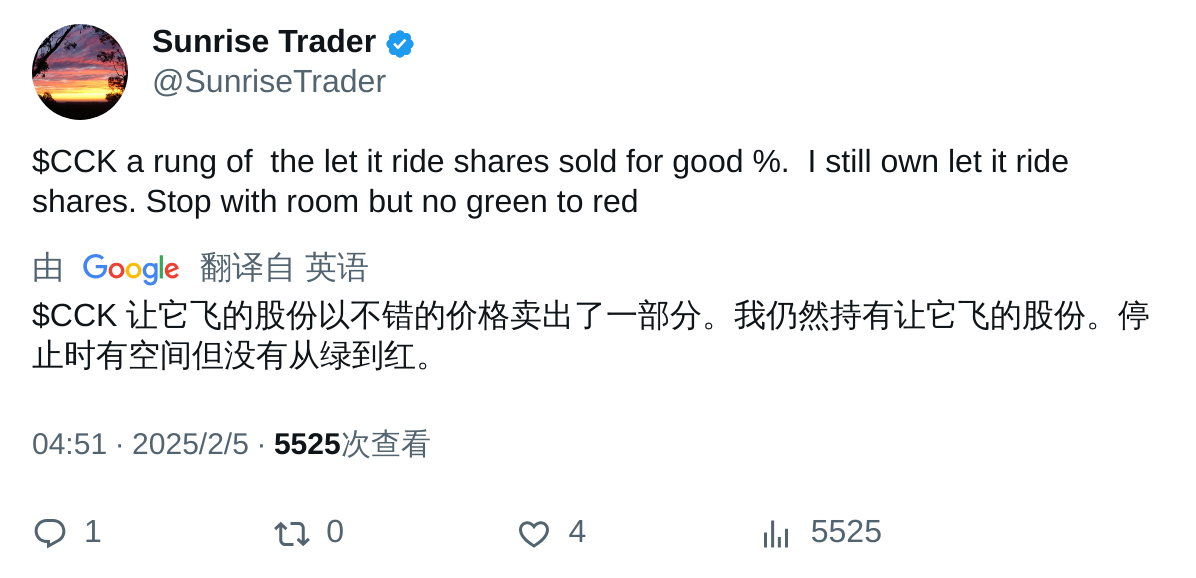 Sunrise Trader
@SunriseTrader
$CCK a rung of  the let it ride shares sold for good %.  I still own let it ride
shares. Stop with room but no green to red
由 Google 翻译自 英语
$CCK 让它飞的股份以不错的价格卖出了一部分。我仍然持有让它飞的股份。停
止时有空间但没有从绿到红。
04:51 · 2025/2/5 · 5525次查看
1 0 4 5525